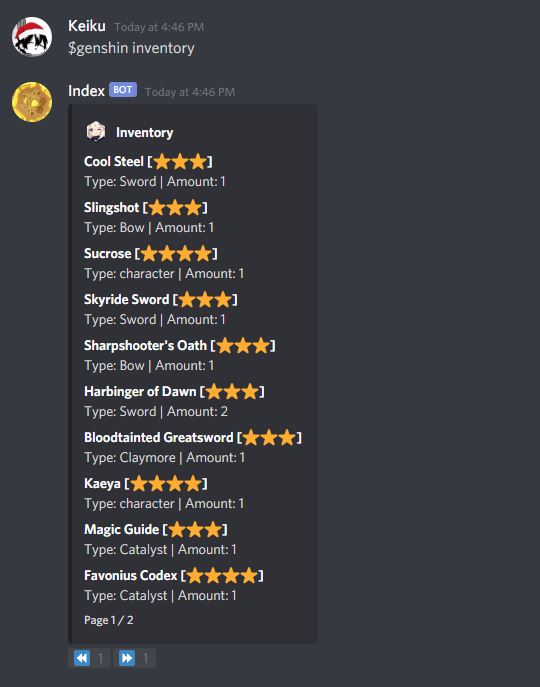 Keiku Today at 4:46 PM
$genshin inventory
Index BOT Today at 4:46 PM
Inventory
Cool Steel [⭐⭐⭐]
Type: Sword | Amount: 1
Slingshot [⭐⭐⭐]
Type: Bow | Amount: 1
Sucrose [⭐⭐⭐⭐]
Type: character | Amount: 1
Skyride Sword [⭐⭐⭐]
Type: Sword | Amount: 1
Sharpshooter's Oath [⭐⭐⭐]
Type: Bow | Amount: 1
Harbinger of Dawn [⭐⭐⭐]
Type: Sword | Amount: 2
Bloodtainted Greatsword [⭐⭐⭐]
Type: Claymore | Amount: 1
Kaeya [⭐⭐⭐⭐]
Type: character | Amount: 1
Magic Guide [⭐⭐⭐]
Type: Catalyst | Amount: 1
Favonius Codex [⭐⭐⭐⭐]
Type: Catalyst | Amount: 1
Page 1 / 2
⏪ 1 ⏩ 1